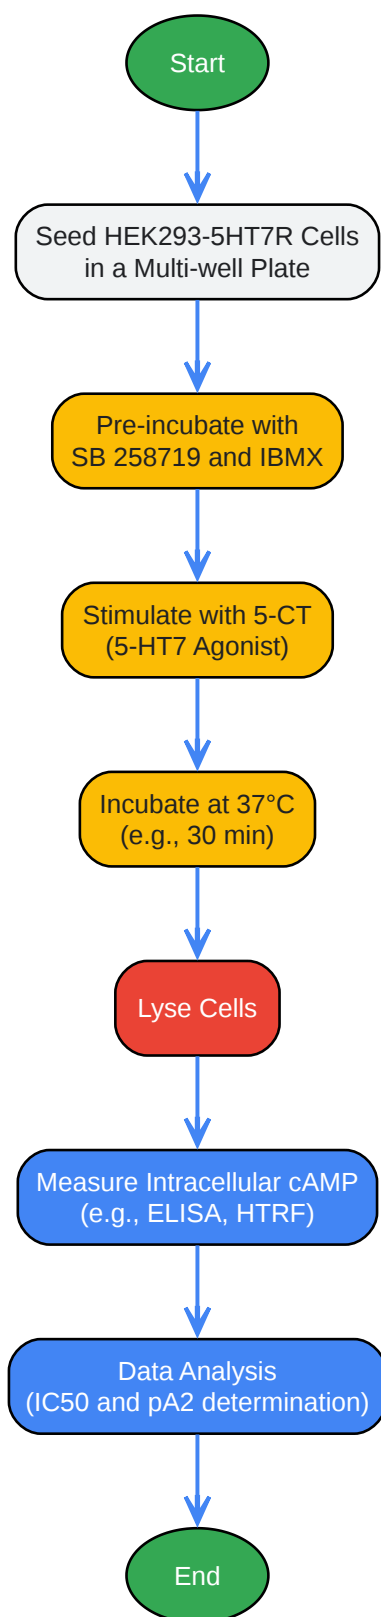 Start
Seed HEK293-5HT7R Cells
in a Multi-well Plate
Pre-incubate with
SB 258719 and IBMX
Stimulate with 5-CT
(5-HT7 Agonist)
Incubate at 37°C
(e.g., 30 min)
Lyse Cells
Measure Intracellular cAMP
(e.g., ELISA, HTRF)
Data Analysis
(IC50 and pA2 determination)
End